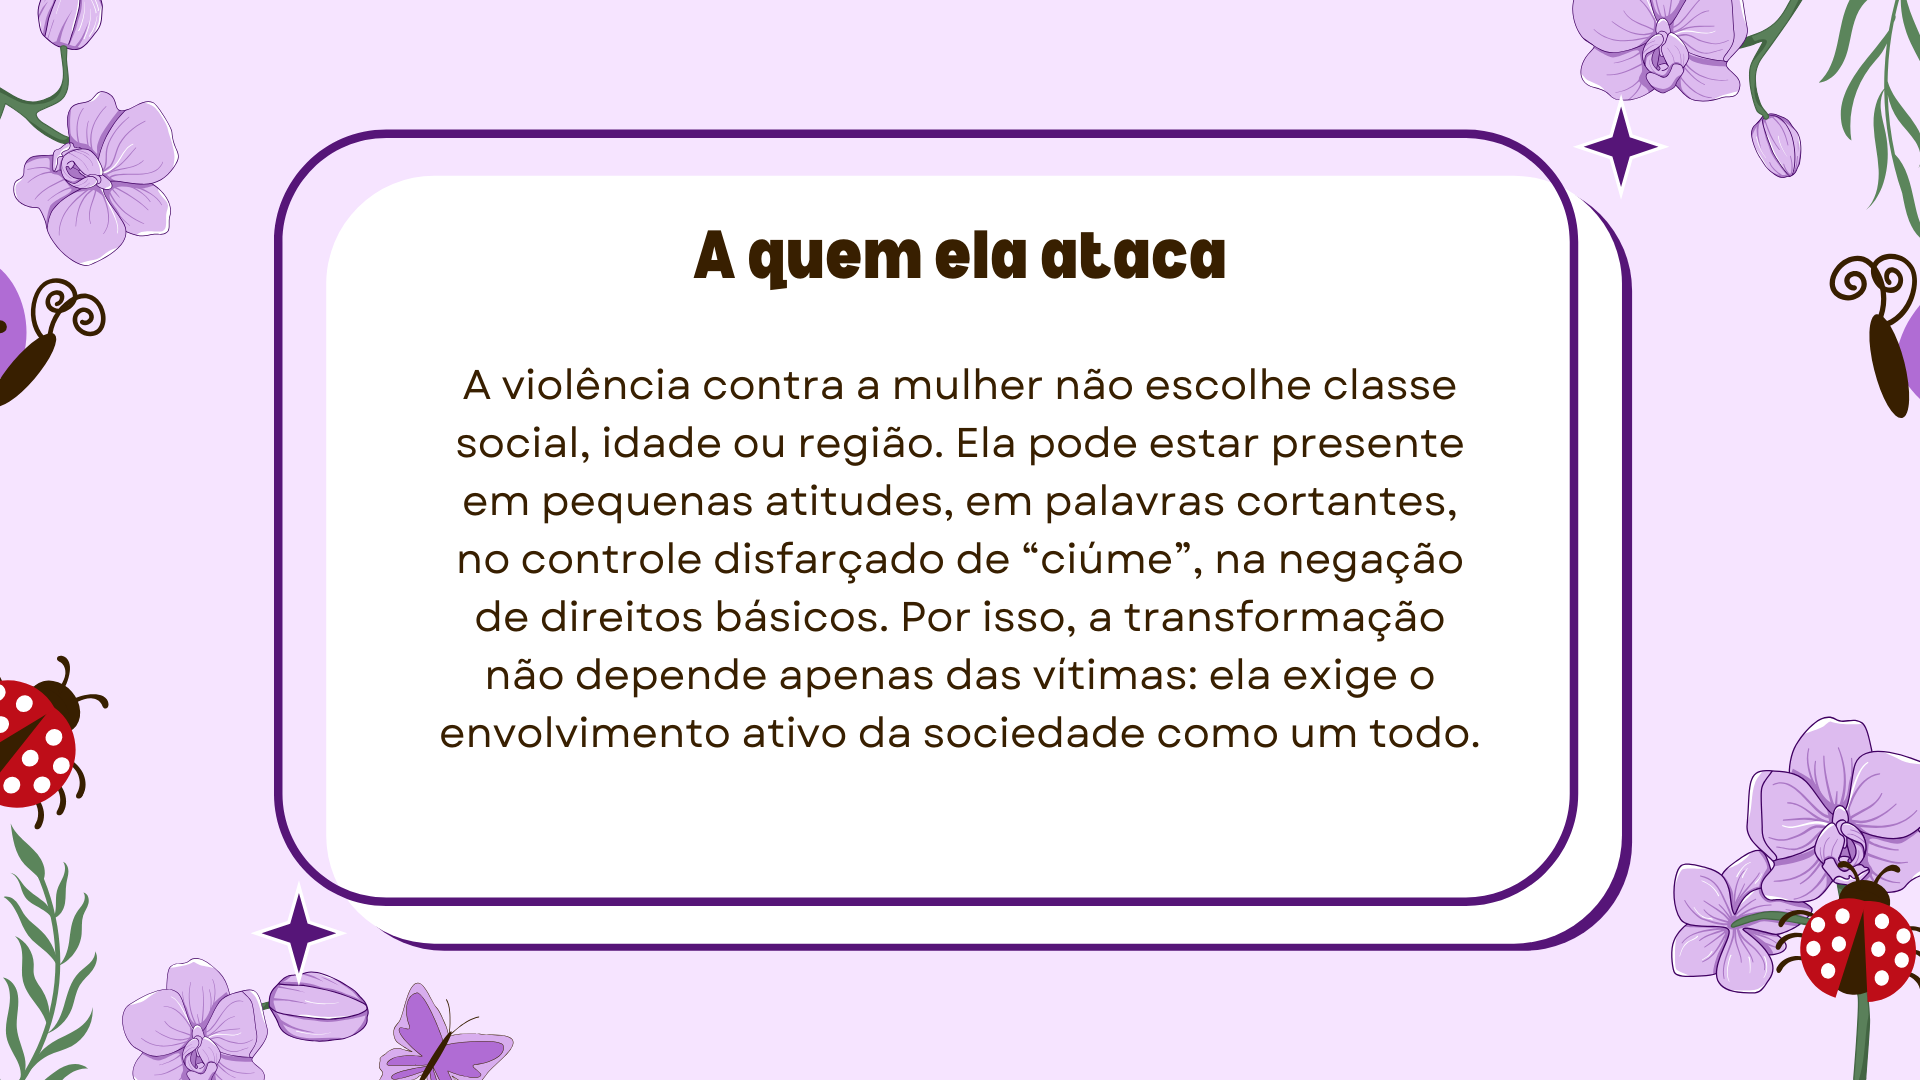 A quem ela ataca
A violência contra a mulher não escolhe classe
social, idade ou região. Ela pode estar presente
em pequenas atitudes, em palavras cortantes,
no controle disfarçado de “ciúme”, na negação
de direitos básicos. Por isso, a transformação
não depende apenas das vítimas: ela exige o
envolvimento ativo da sociedade como um todo.